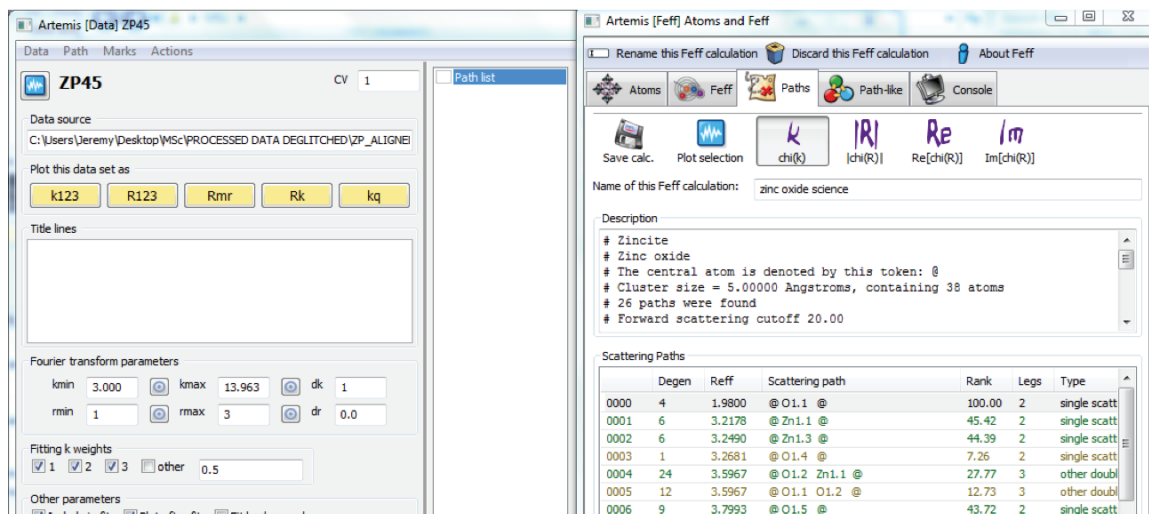 Artemis [Data] ZP45
Data Path Marks Actions
ZP45
CV 1
Data source
C:\Users\Jeremy\Desktop\MSc\PROCESSED DATA DEGLITCHED\ZP_ALIGNE
Plot this data set as
k123 R123 Rmr Rk kq
Title lines
Fourier transform parameters
kmin 3.000 kmax 13.963 dk 1
rmin 1 rmax 3 dr 0.0
Fitting k weights
1 2 3 other 0.5
Other parameters
Path list
Artemis [Feff] Atoms and Feff
Rename this Feff calculation Discard this Feff calculation About Feff
Atoms Feff Paths Path-like Console
k |R| Re Im
Save calc. Plot selection chi(k) |chi(R)| Re[chi(R)] Im[chi(R)]
Name of this Feff calculation: zinc oxide science
Description
# Zincite
# Zinc oxide
# The central atom is denoted by this token: @
# Cluster size = 5.00000 Angstroms, containing 38 atoms
# 26 paths were found
# Forward scattering cutoff 20.00
Scattering Paths
Degen Reff Scattering path Rank Legs Type
0000 4 1.9800 @ O1.1 @ 100.00 2 single scatt
0001 6 3.2178 @ Zn1.1 @ 45.42 2 single scatt
0002 6 3.2490 @ Zn1.3 @ 44.39 2 single scatt
0003 1 3.2681 @ O1.4 @ 7.26 2 single scatt
0004 24 3.5967 @ O1.2 Zn1.1 @ 27.77 3 other doubl
0005 12 3.5967 @ O1.1 O1.2 @ 12.73 3 other doubl
0006 9 3.7993 @ O1.5 @ 43.72 2 single scatt